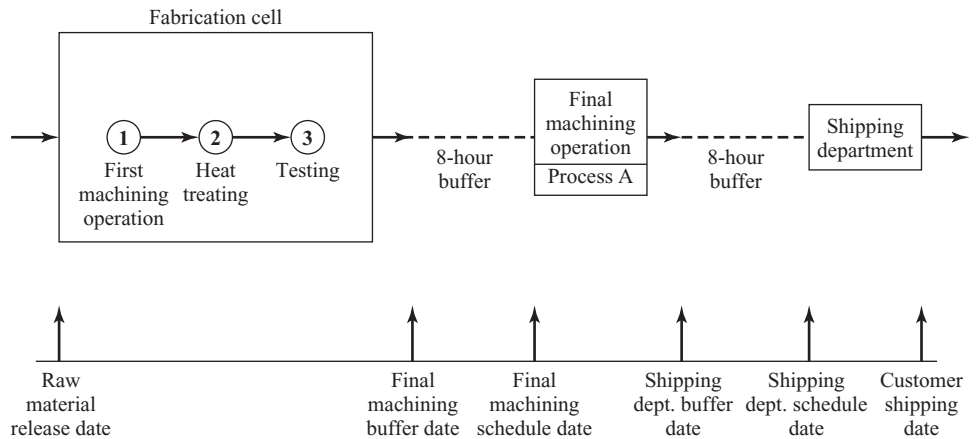 Fabrication cell
1
2
3
First
machining
operation
Heat
treating
Testing
8-hour
buffer
Final
machining
operation
Process A
8-hour
buffer
Shipping
department
Raw
material
release date
Final
machining
buffer date
Final
machining
schedule date
Shipping
dept. buffer
date
Shipping
dept. schedule
date
Customer
shipping
date